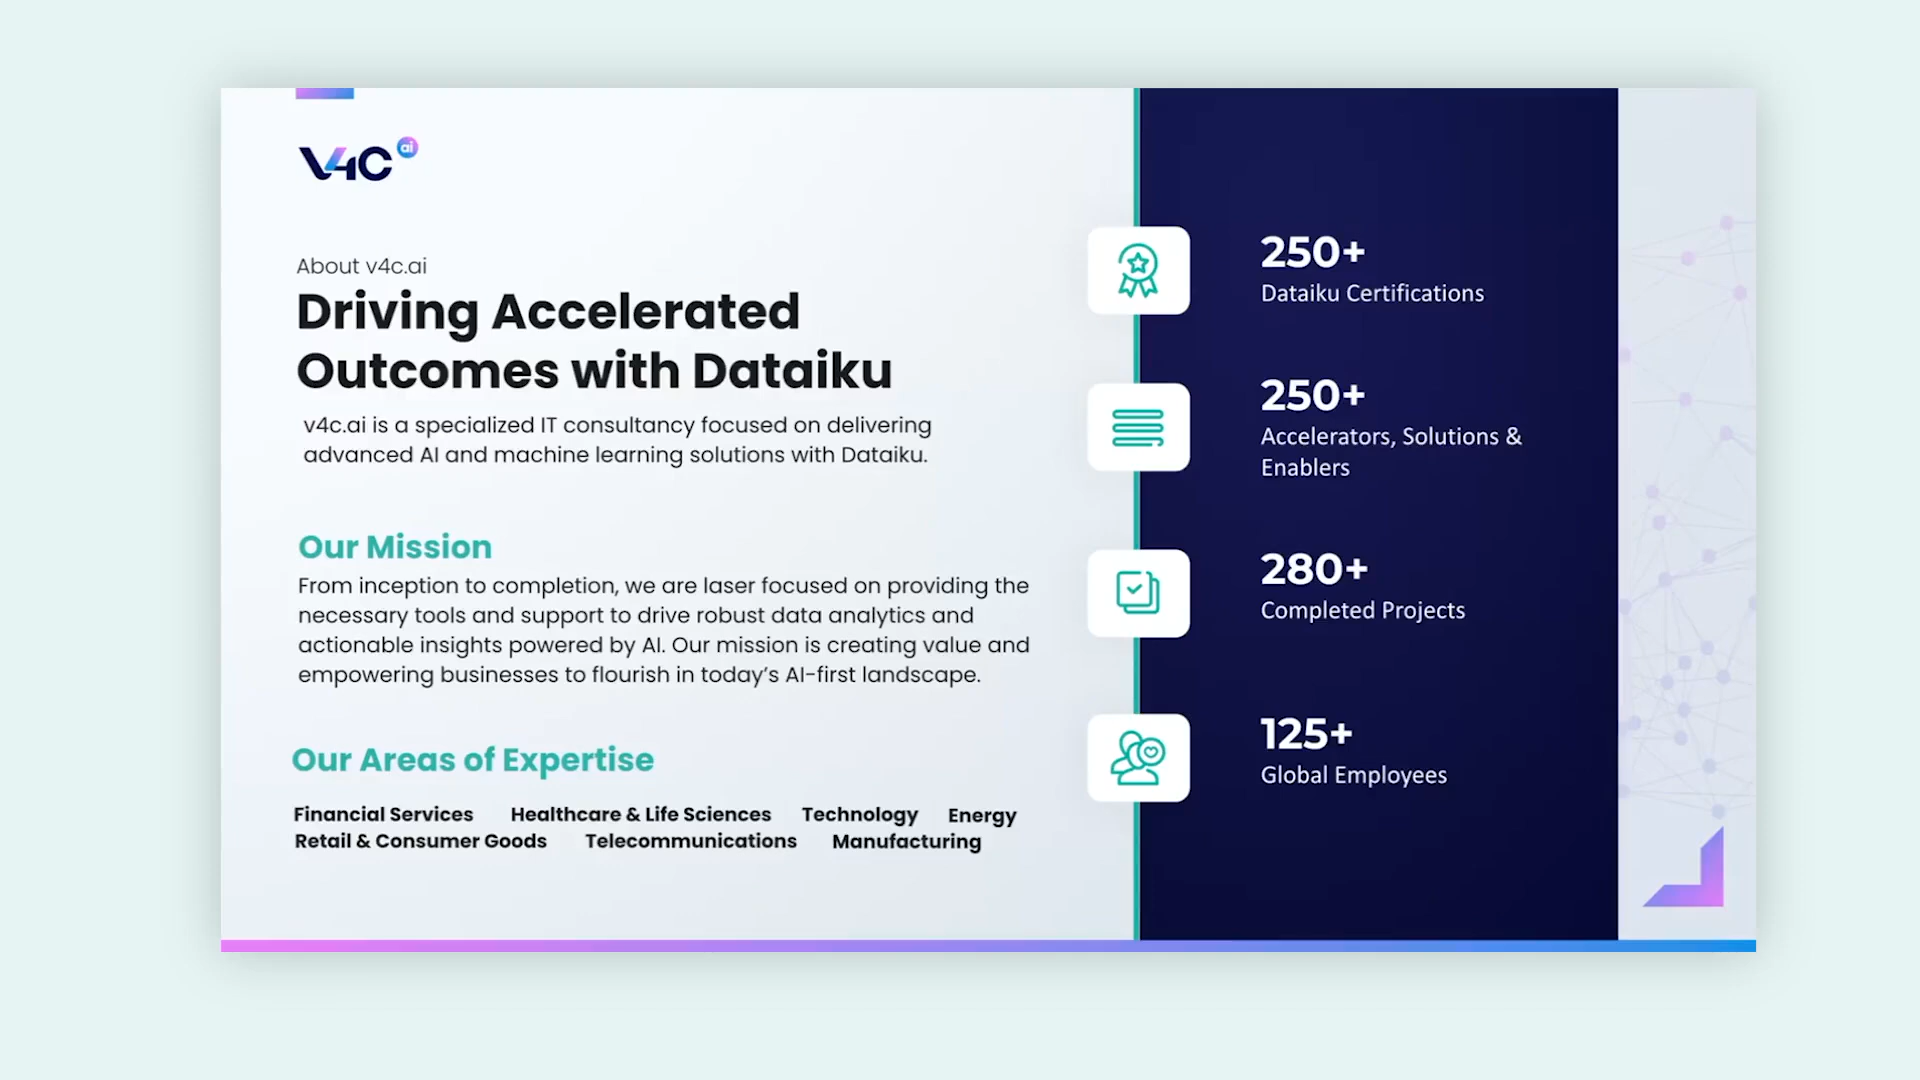 V4C ai
About v4c.ai
Driving Accelerated
Outcomes with Dataiku
v4c.ai is a specialized IT consultancy focused on delivering
advanced AI and machine learning solutions with Dataiku.
Our Mission
From inception to completion, we are laser focused on providing the
necessary tools and support to drive robust data analytics and
actionable insights powered by AI. Our mission is creating value and
empowering businesses to flourish in today’s AI-first landscape.
Our Areas of Expertise
Financial Services Healthcare & Life Sciences Technology Energy
Retail & Consumer Goods Telecommunications Manufacturing
250+
Dataiku Certifications
250+
Accelerators, Solutions &
Enablers
280+
Completed Projects
125+
Global Employees